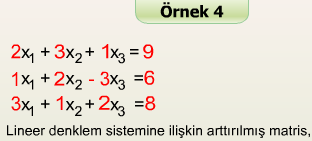 Örnek 4
2x₁ + 3x₂ + 1x₃ = 9
1x₁ + 2x₂ - 3x₃ =6
3x₁ + 1x₂ + 2x₃ =8
Lineer denklem sistemine ilişkin arttırılmış matris,